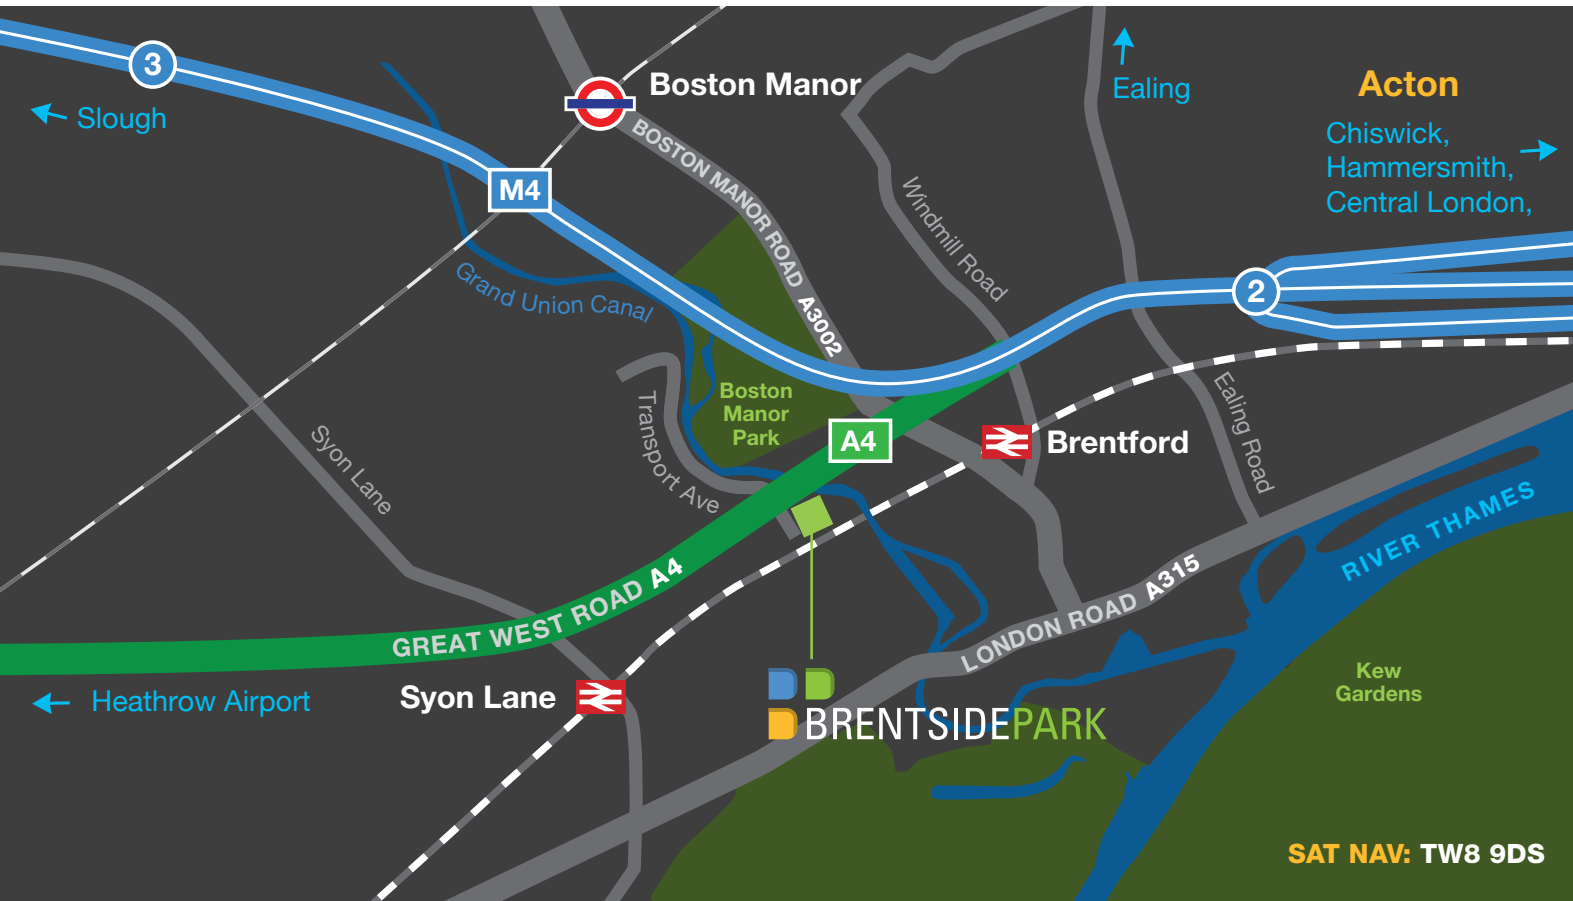 3
Slough
Boston Manor
Ealing
Acton
Chiswick,
Hammersmith,
Central London,
M4
BOSTON MANOR ROAD A3002
Windmill Road
Grand Union Canal
2
Boston
Manor
Park
Transport Ave
A4
Brentford
Ealing Road
Syon Lane
RIVER THAMES
GREAT WEST ROAD A4
LONDON ROAD A315
Heathrow Airport
Syon Lane
Kew
Gardens
BRENTSIDEPARK
SAT NAV: TW8 9DS